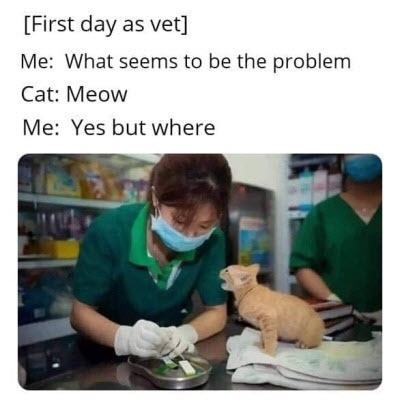 [First day as vet]
Me: What seems to be the problem
Cat: Meow
Me: Yes but where